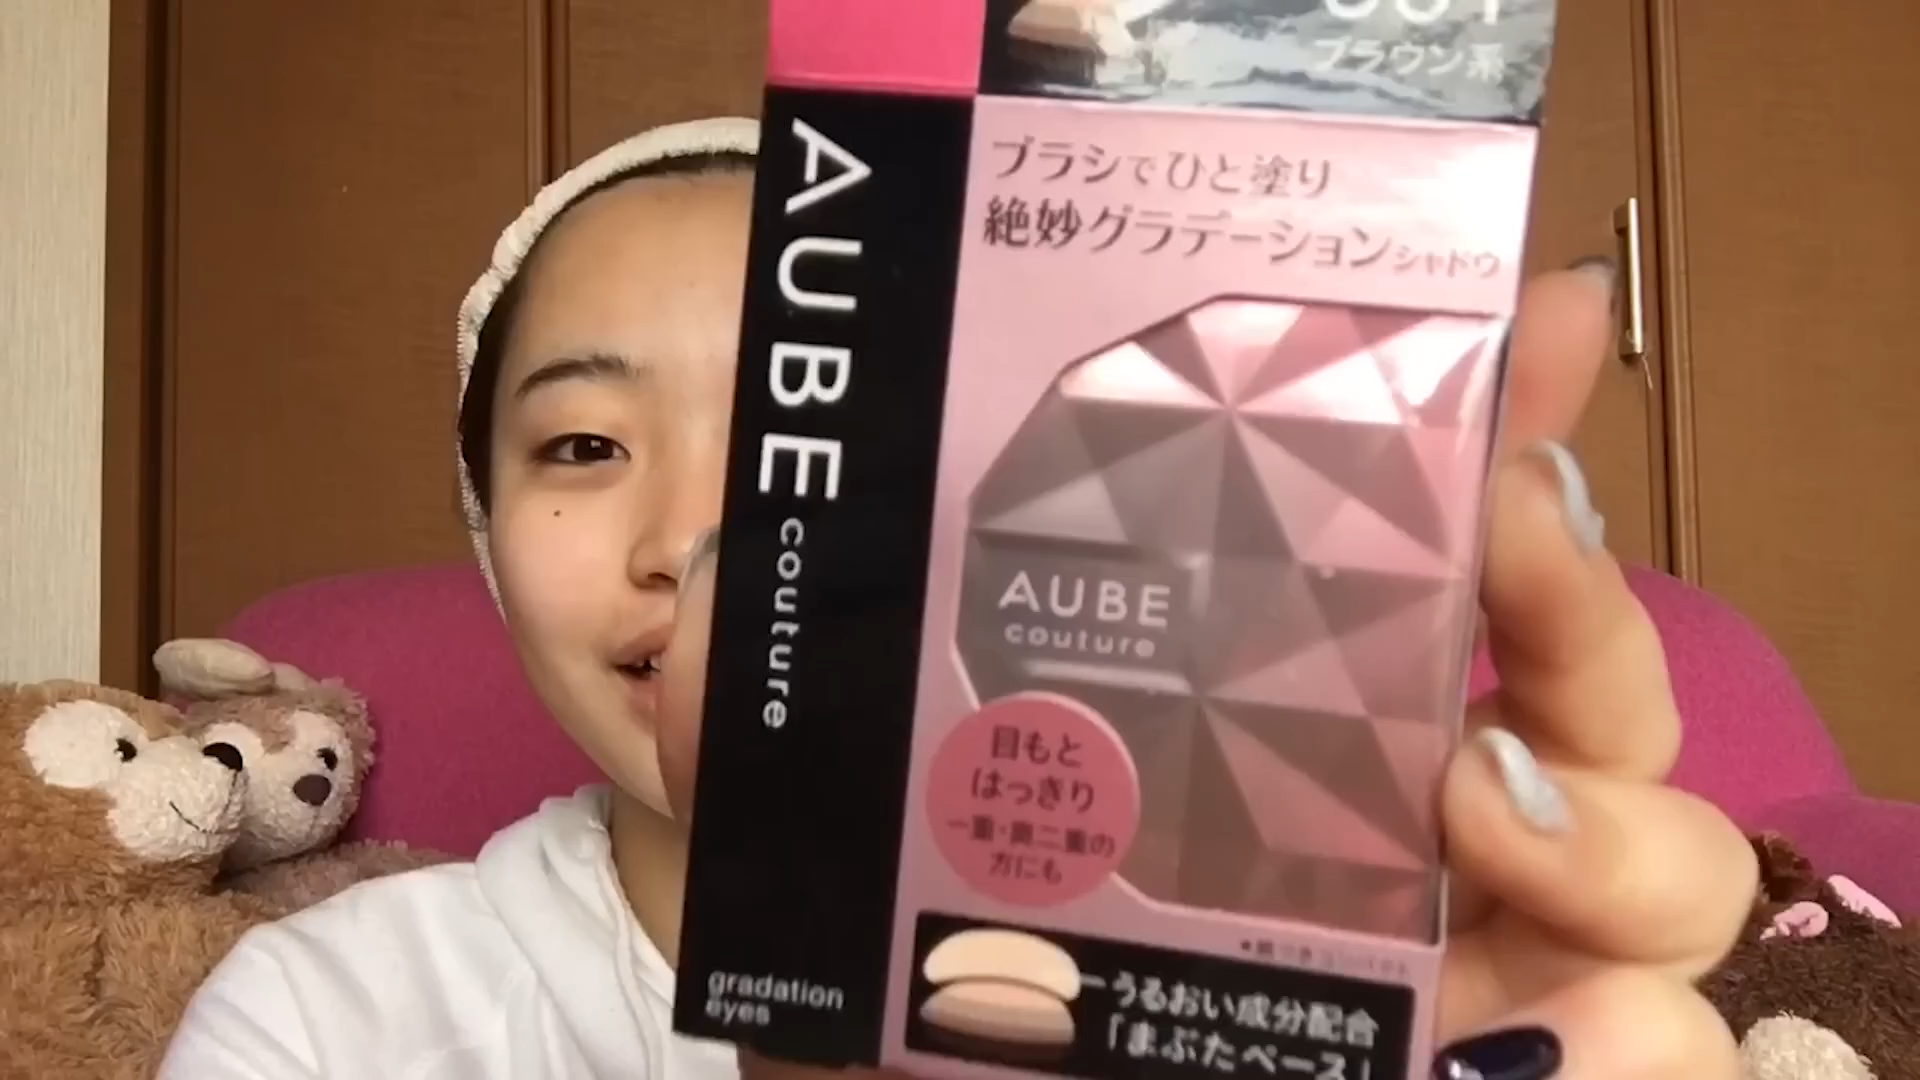 ブラウン系
AUBE couture
ブラシでひと塗り
絶妙グラデーションシャドウ
AUBE
couture
目もと
はっきり
一重・奥二重の
方にも
gradation
eyes
うるおい成分配合
「まぶたベース」